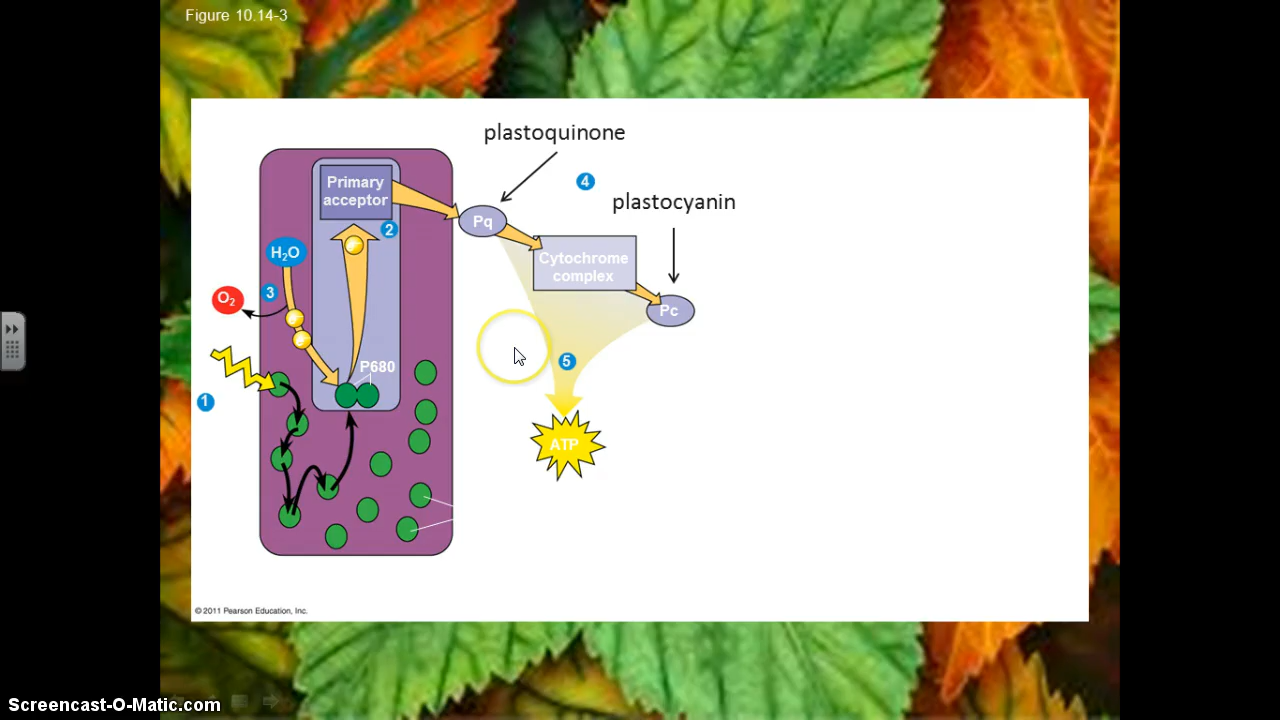 Figure 10.14-3
plastoquinone
4
plastocyanin
Primary
acceptor
2
Pq
H2O
Cytochrome
complex
3
O2
e-
Pc
e-
e-
P680
5
1
ATP
© 2011 Pearson Education, Inc.
Screencast-O-Matic.com